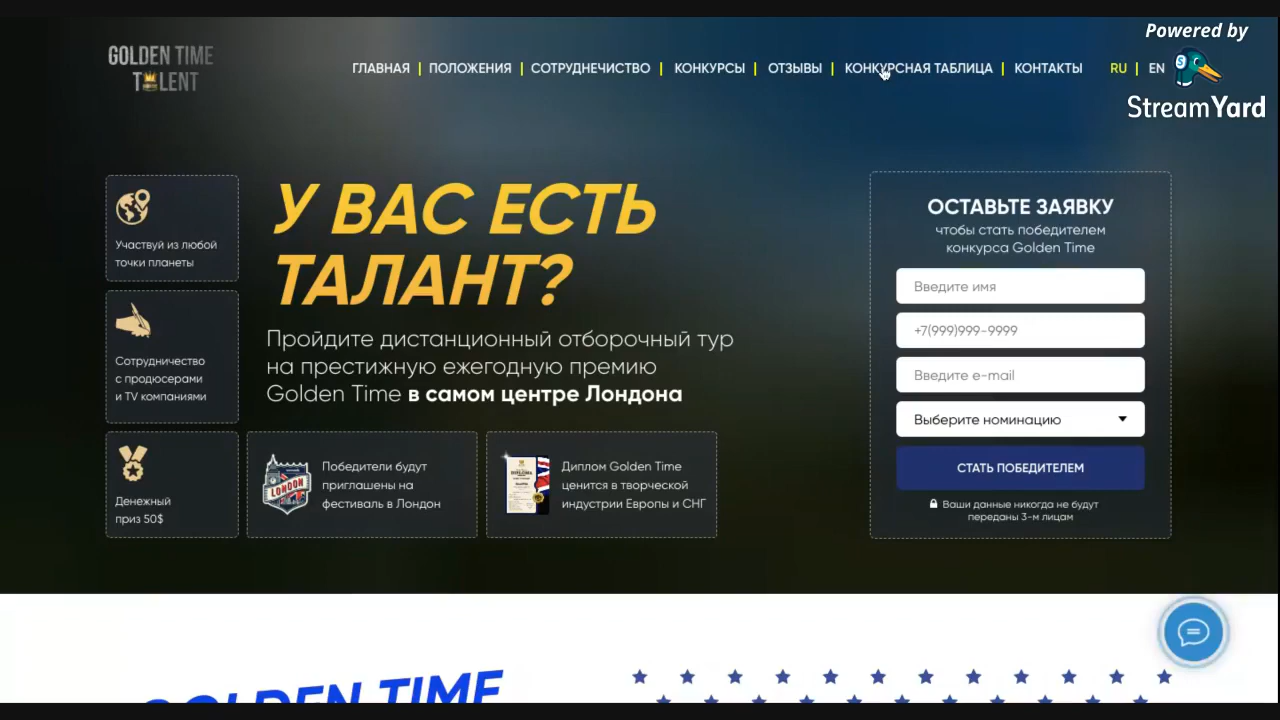 Powered by
StreamYard
GOLDEN TIME
TALENT
ГЛАВНАЯ | ПОЛОЖЕНИЯ | СОТРУДНЕЧИСТВО | КОНКУРСЫ | ОТЗЫВЫ | КОНКУРСНАЯ ТАБЛИЦА | КОНТАКТЫ
RU | EN
Участвуй из любой
точки планеты
Сотрудничество
с продюсерами
и TV компаниями
Денежный
приз 50$
У ВАС ЕСТЬ
ТАЛАНТ?
Пройдите дистанционный отборочный тур
на престижную ежегодную премию
Golden Time в самом центре Лондона
LONDON
Победители будут
приглашены на
фестиваль в Лондон
Диплом Golden Time
ценится в творческой
индустрии Европы и СНГ
ОСТАВЬТЕ ЗАЯВКУ
чтобы стать победителем
конкурса Golden Time
Введите имя
+7(999)999-9999
Введите e-mail
Выберите номинацию
СТАТЬ ПОБЕДИТЕЛЕМ
Ваши данные никогда не будут
переданы 3-м лицам
GOLDEN TIME